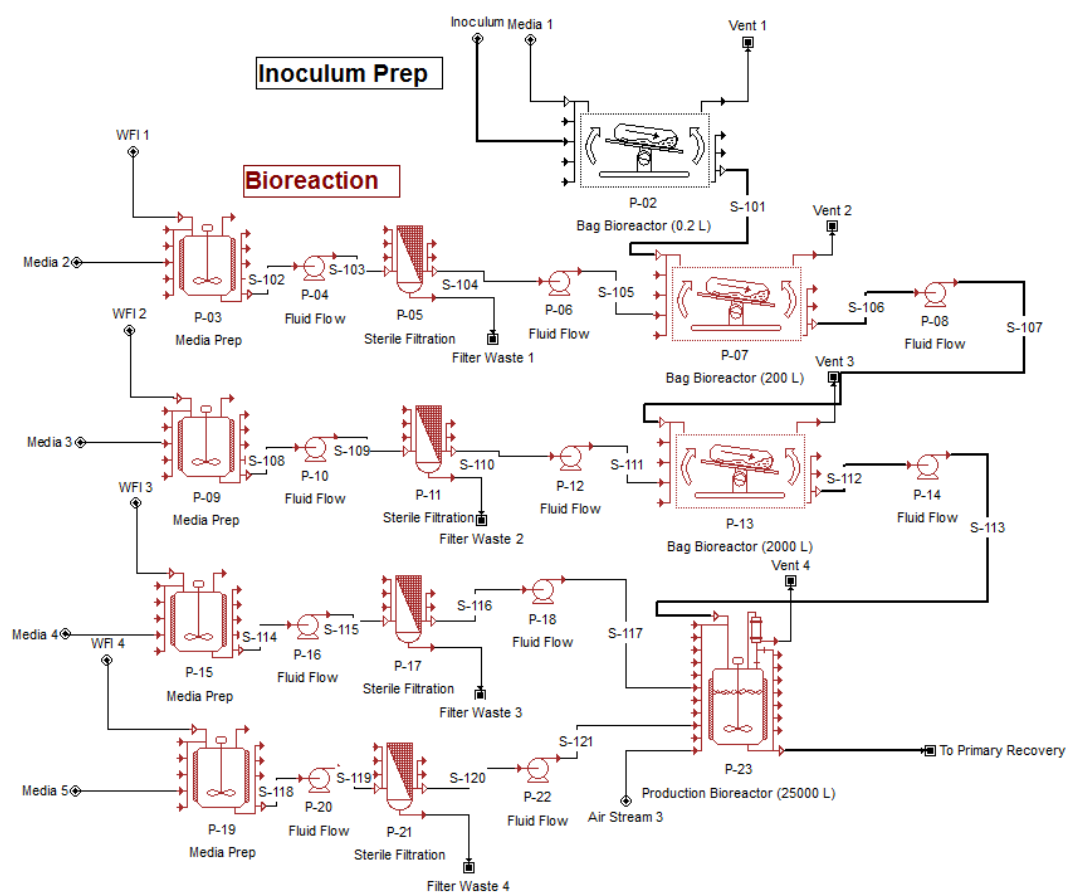 Inoculum Media 1
Vent 1
Inoculum Prep
WFI 1
Bioreaction
P-02
S-101
Bag Bioreactor (0.2 L)
Vent 2
Media 2
S-102
S-103
S-104
S-105
S-106
S-107
P-03
Media Prep
P-04
Fluid Flow
P-05
Sterile Filtration
P-06
Fluid Flow
P-07
Bag Bioreactor (200 L)
P-08
Fluid Flow
WFI 2
Filter Waste 1
Vent 3
Media 3
S-108
S-109
S-110
S-111
S-112
S-113
P-09
Media Prep
P-10
Fluid Flow
P-11
Sterile Filtration
P-12
Fluid Flow
P-13
Bag Bioreactor (2000 L)
P-14
Fluid Flow
WFI 3
Filter Waste 2
Vent 4
Media 4
S-114
S-115
S-116
S-117
P-15
Media Prep
P-16
Fluid Flow
P-17
Sterile Filtration
P-18
Fluid Flow
WFI 4
Filter Waste 3
Media 5
S-118
S-119
S-120
S-121
To Primary Recovery
P-19
Media Prep
P-20
Fluid Flow
P-21
Sterile Filtration
P-22
Fluid Flow
P-23
Production Bioreactor (25000 L)
Air Stream 3
Filter Waste 4